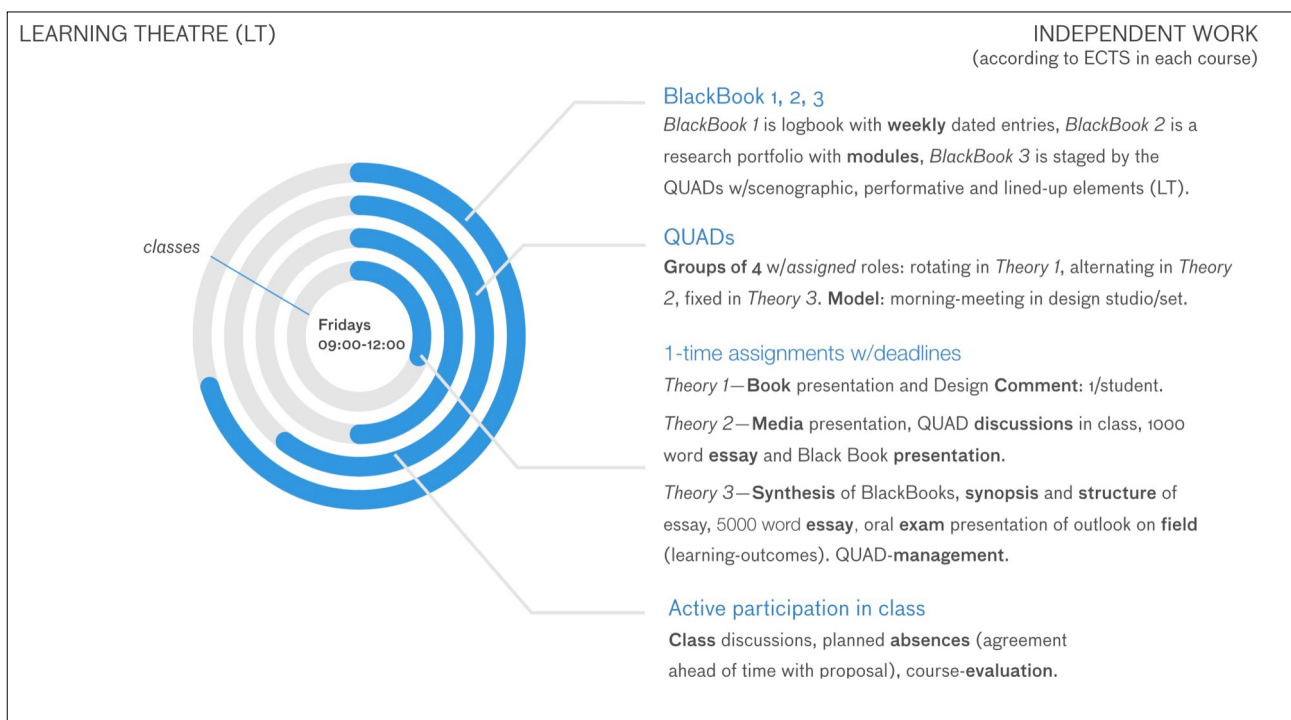 LEARNING THEATRE (LT)
INDEPENDENT WORK
(according to ECTS in each course)
BlackBook 1, 2, 3
BlackBook 1 is logbook with weekly dated entries, BlackBook 2 is a
research portfolio with modules, BlackBook 3 is staged by the
QUADs w/scenographic, performative and lined-up elements (LT).
classes
Fridays
09:00-12:00
QUADs
Groups of 4 w/assigned roles: rotating in Theory 1, alternating in Theory
2, fixed in Theory 3. Model: morning-meeting in design studio/set.
1-time assignments w/deadlines
Theory 1—Book presentation and Design Comment: 1/student.
Theory 2—Media presentation, QUAD discussions in class, 1000
word essay and Black Book presentation.
Theory 3—Synthesis of BlackBooks, synopsis and structure of
essay, 5000 word essay, oral exam presentation of outlook on field
(learning-outcomes). QUAD-management.
Active participation in class
Class discussions, planned absences (agreement
ahead of time with proposal), course-evaluation.